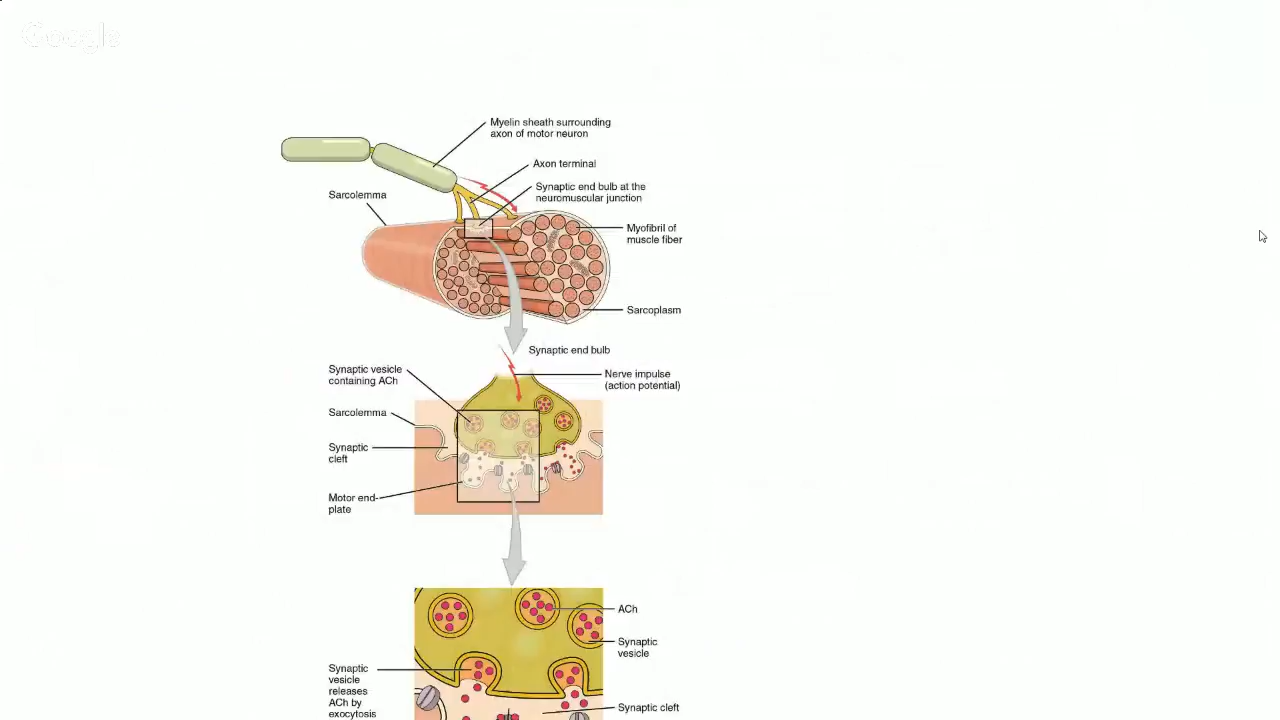 Google
Myelin sheath surrounding
axon of motor neuron
Axon terminal
Synaptic end bulb at the
neuromuscular junction
Sarcolemma
Myofibril of
muscle fiber
Sarcoplasm
Synaptic end bulb
Synaptic vesicle
containing ACh
Nerve impulse
(action potential)
Sarcolemma
Synaptic
cleft
Motor end-
plate
ACh
Synaptic
vesicle
Synaptic
vesicle
releases
ACh by
exocytosis
Synaptic cleft